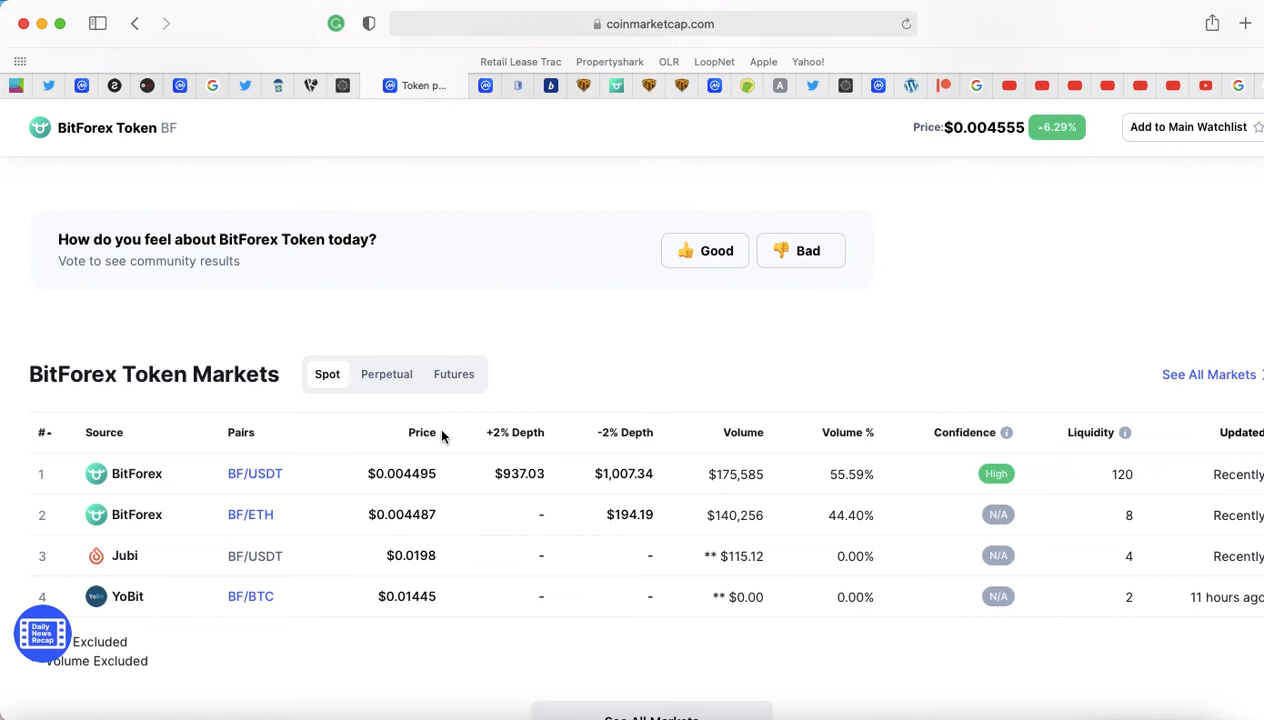 coinmarketcap.com
Retail Lease Trac Propertyshark OLR LoopNet Apple Yahoo!
Token p...
BitForex Token BF Price:$0.004555 6.29% Add to Main Watchlist
How do you feel about BitForex Token today?
Vote to see community results
👍 Good 👎 Bad
BitForex Token Markets Spot Perpetual Futures See All Markets
# Source Pairs Price +2% Depth -2% Depth Volume Volume % Confidence Liquidity Updated
1 BitForex BF/USDT $0.004495 $937.03 $1,007.34 $175,585 55.59% High 120 Recently
2 BitForex BF/ETH $0.004487 - $194.19 $140,256 44.40% N/A 8 Recently
3 Jubi BF/USDT $0.0198 - - ** $115.12 0.00% N/A 4 Recently
4 YoBit BF/BTC $0.01445 - - ** $0.00 0.00% N/A 2 11 hours ago
Daily
News
Recap
Excluded
Volume Excluded
See All Markets